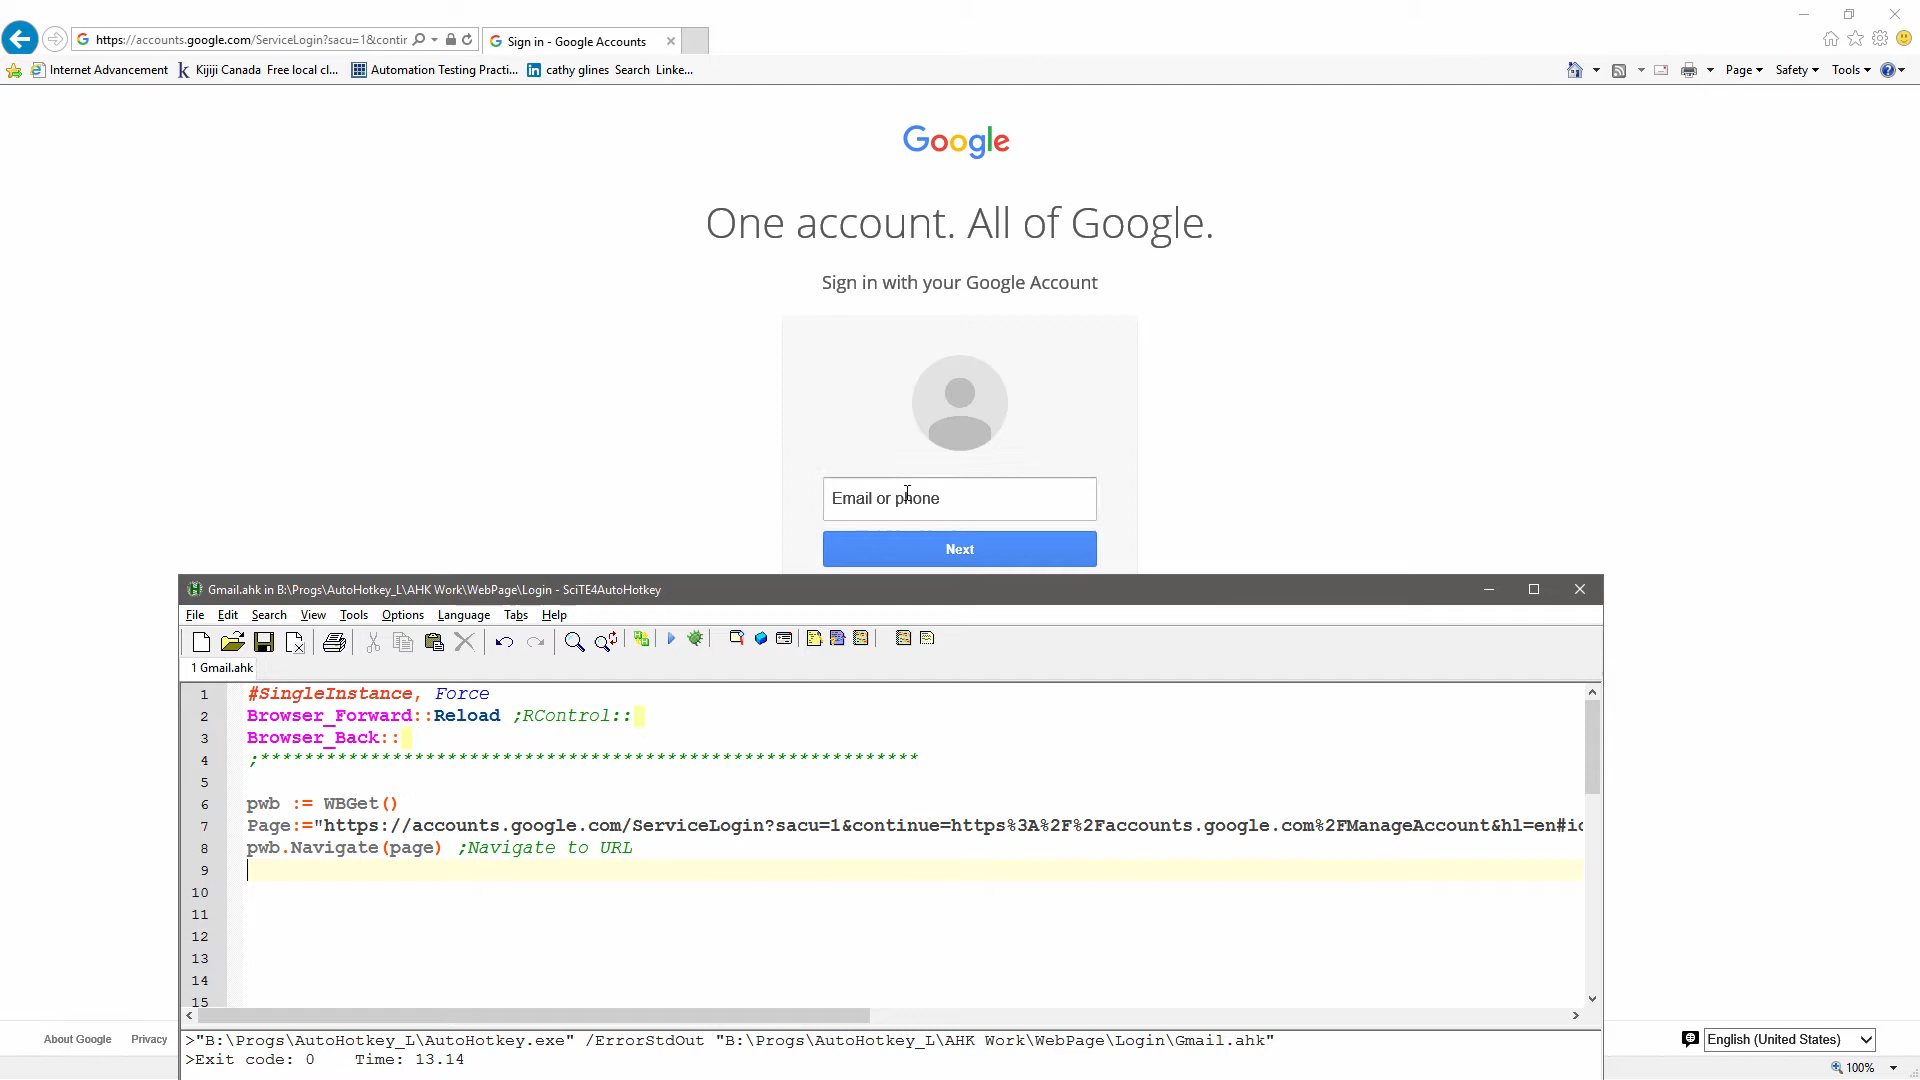 https://accounts.google.com/ServiceLogin?sacu=1&contir
Sign in - Google Accounts
Internet Advancement
Kijiji Canada Free local cl...
Automation Testing Practi...
cathy glines Search Linke...
Page
Safety
Tools
Google
One account. All of Google.
Sign in with your Google Account
Email or phone
Next
Gmail.ahk in B:\Progs\AutoHotkey_L\AHK Work\WebPage\Login - SciTE4AutoHotkey
File Edit Search View Tools Options Language Tabs Help
1 Gmail.ahk
1 #SingleInstance, Force
2 Browser_Forward::Reload ;RControl::
3 Browser_Back::
4 ;************************************************************
5
6 pwb := WBGet()
7 Page:="https://accounts.google.com/ServiceLogin?sacu=1&continue=https%3A%2F%2Faccounts.google.com%2FManageAccount&hl=en#ic
8 pwb.Navigate(page) ;Navigate to URL
9
10
11
12
13
14
15
>"B:\Progs\AutoHotkey_L\AutoHotkey.exe" /ErrorStdOut "B:\Progs\AutoHotkey_L\AHK Work\WebPage\Login\Gmail.ahk"
>Exit code: 0 Time: 13.14
About Google Privacy
English (United States)
100%